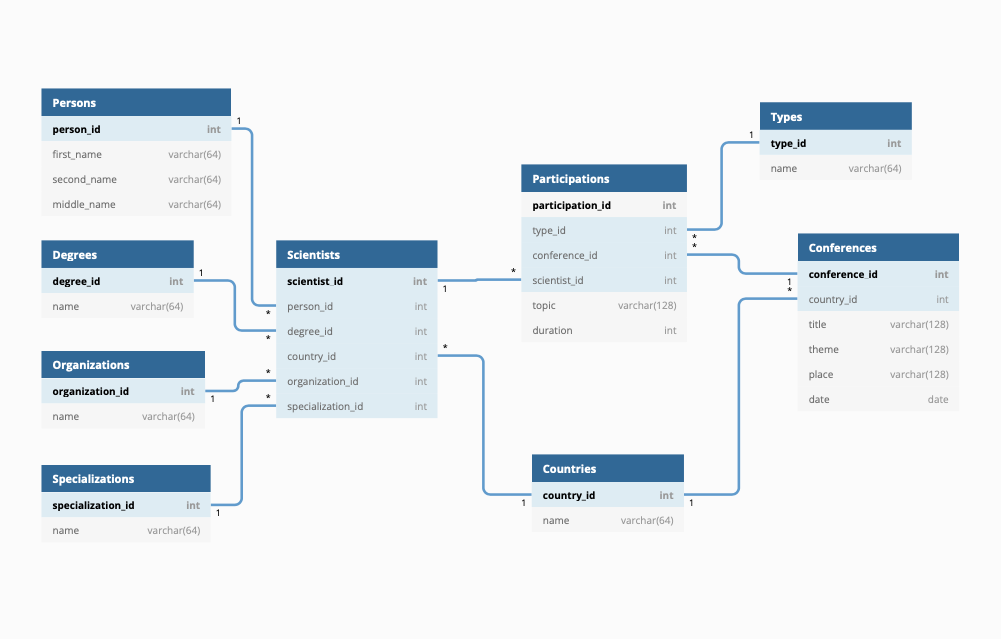 Persons
person_id int
first_name varchar(64)
second_name varchar(64)
middle_name varchar(64)
1
Degrees
degree_id int
name varchar(64)
1
Organizations
organization_id int
name varchar(64)
1
Specializations
specialization_id int
name varchar(64)
1
Scientists
scientist_id int
person_id int
degree_id int
country_id int
organization_id int
specialization_id int
*
*
*
*
1
*
Participations
participation_id int
type_id int
conference_id int
scientist_id int
topic varchar(128)
duration int
*
*
*
Countries
country_id int
name varchar(64)
1
1
Types
type_id int
name varchar(64)
1
Conferences
conference_id int
country_id int
title varchar(128)
theme varchar(128)
place varchar(128)
date date
1
*